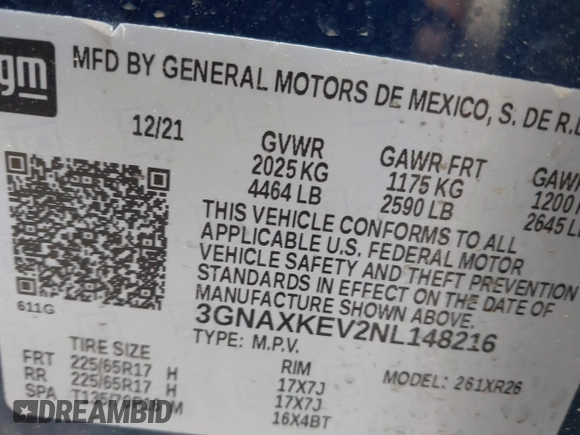 gm
MFD BY GENERAL MOTORS DE MEXICO, S. DE R.L
12/21
GVWR
2025 KG
4464 LB
GAWR FRT
1175 KG
2590 LB
GAW
1200
2645 L
THIS VEHICLE CONFORMS TO ALL
APPLICABLE U.S. FEDERAL MOTOR
VEHICLE SAFETY AND THEFT PREVENTION
STANDARDS IN EFFECT ON THE DATE OF
MANUFACTURE SHOWN ABOVE.
611G
3GNAXKEV2NL148216
TYPE: M.P.V.
MODEL: 261XR26
TIRE SIZE
RIM
FRT 225/65R17 H 17X7J
RR 225/65R17 H 17X7J
SPA 16X4BT
DREAMBID